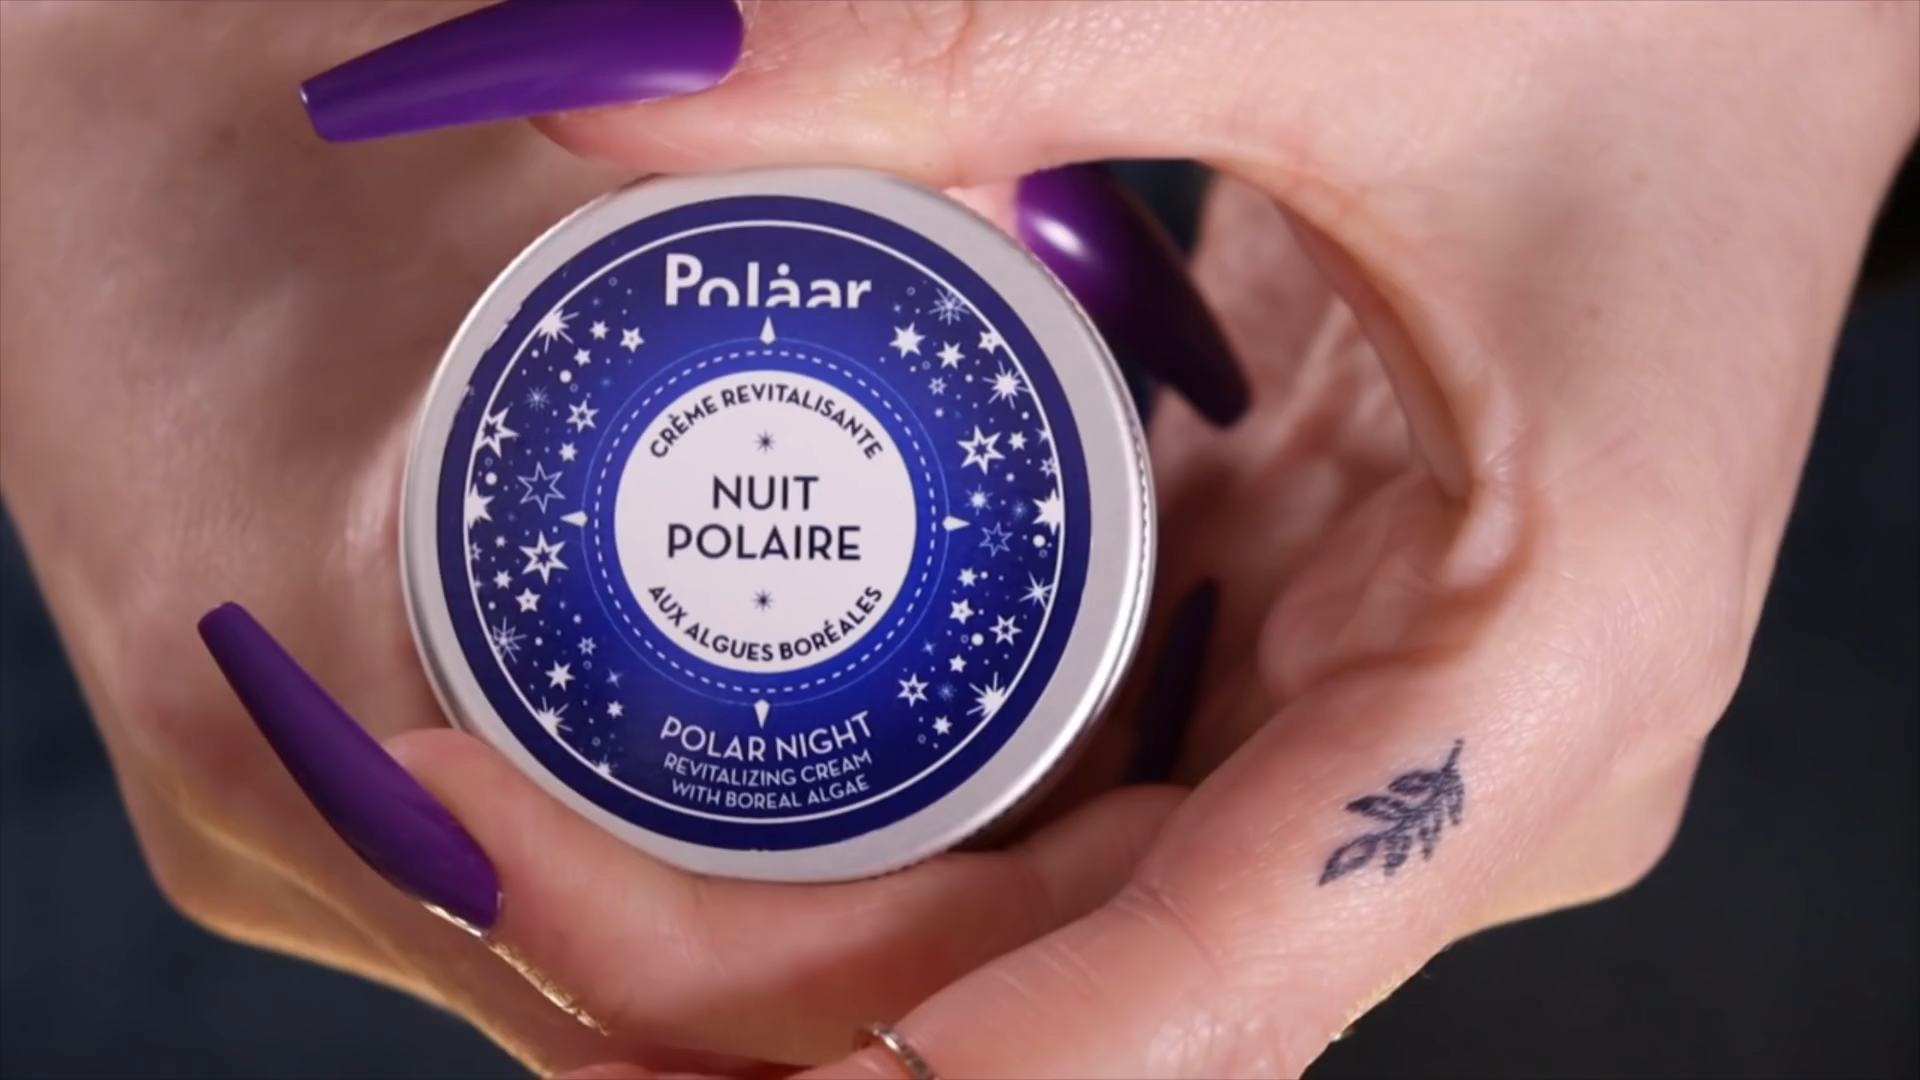 Polåar
CRÈME REVITALISANTE
NUIT
POLAIRE
AUX ALGUES BORÉALES
POLAR NIGHT
REVITALIZING CREAM
WITH BOREAL ALGAE